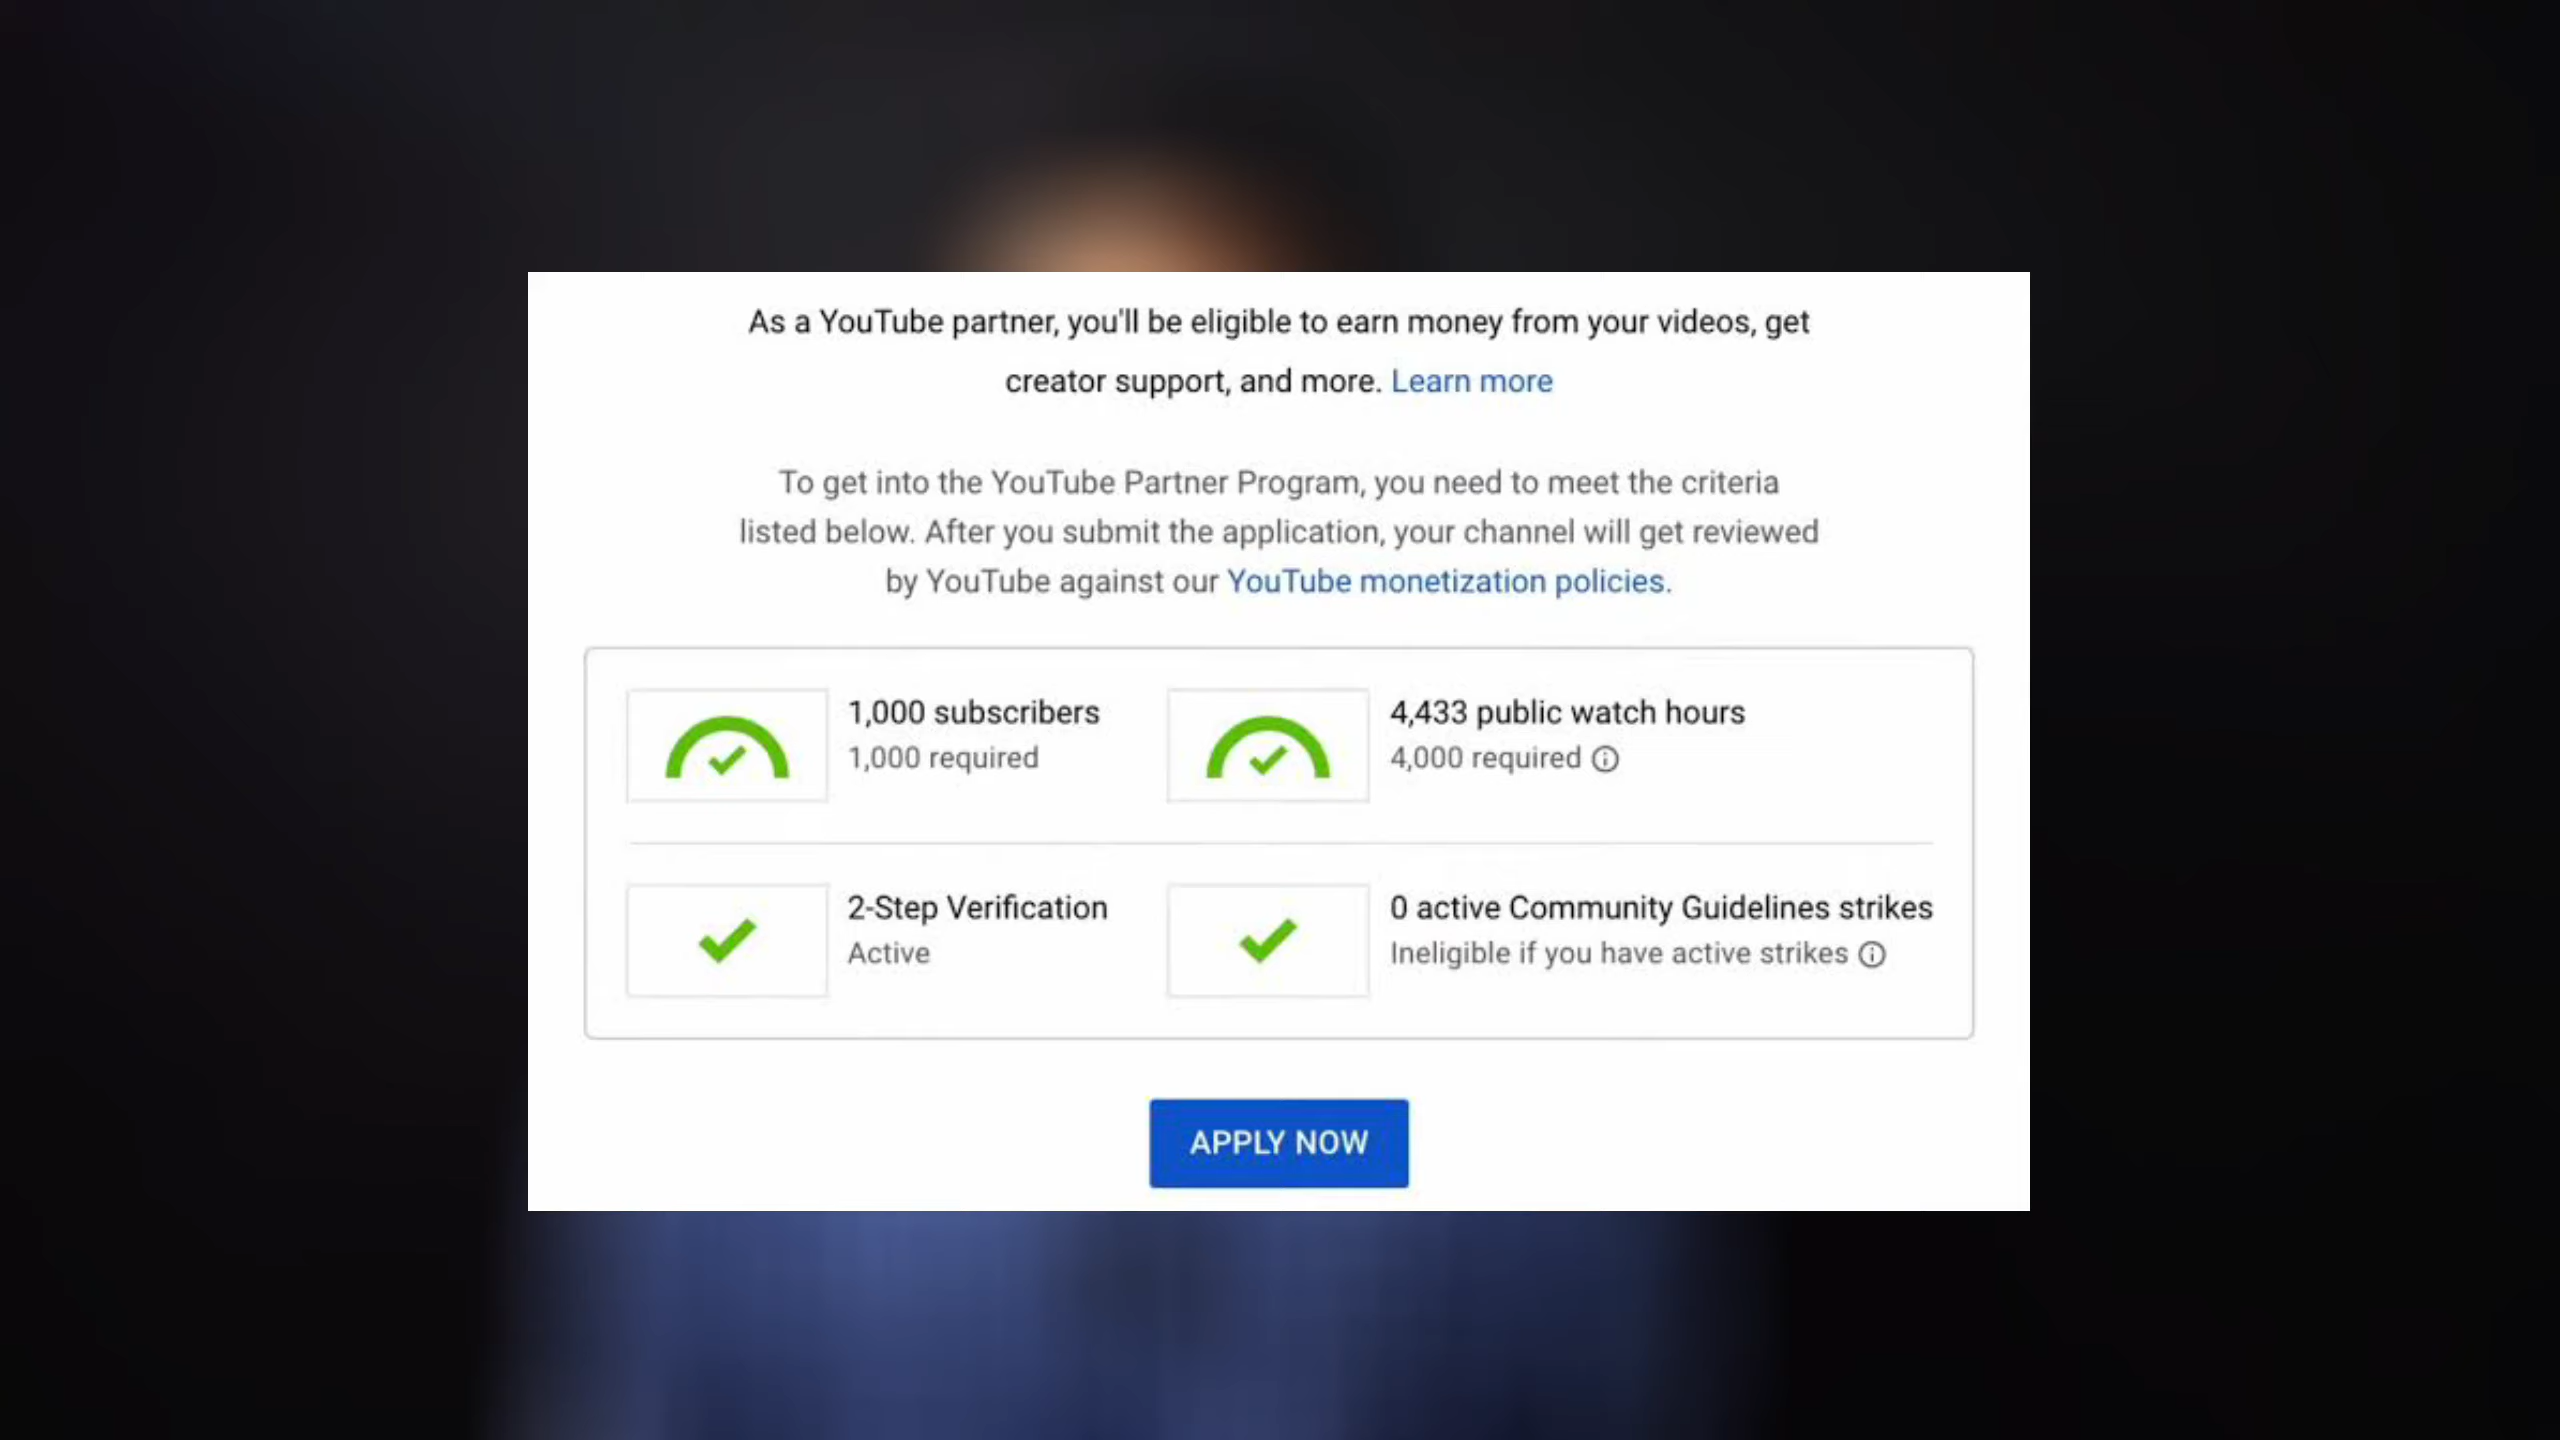 As a YouTube partner, you'll be eligible to earn money from your videos, get
creator support, and more. Learn more
To get into the YouTube Partner Program, you need to meet the criteria
listed below. After you submit the application, your channel will get reviewed
by YouTube against our YouTube monetization policies.
1,000 subscribers
1,000 required
4,433 public watch hours
4,000 required
2-Step Verification
Active
0 active Community Guidelines strikes
Ineligible if you have active strikes
APPLY NOW